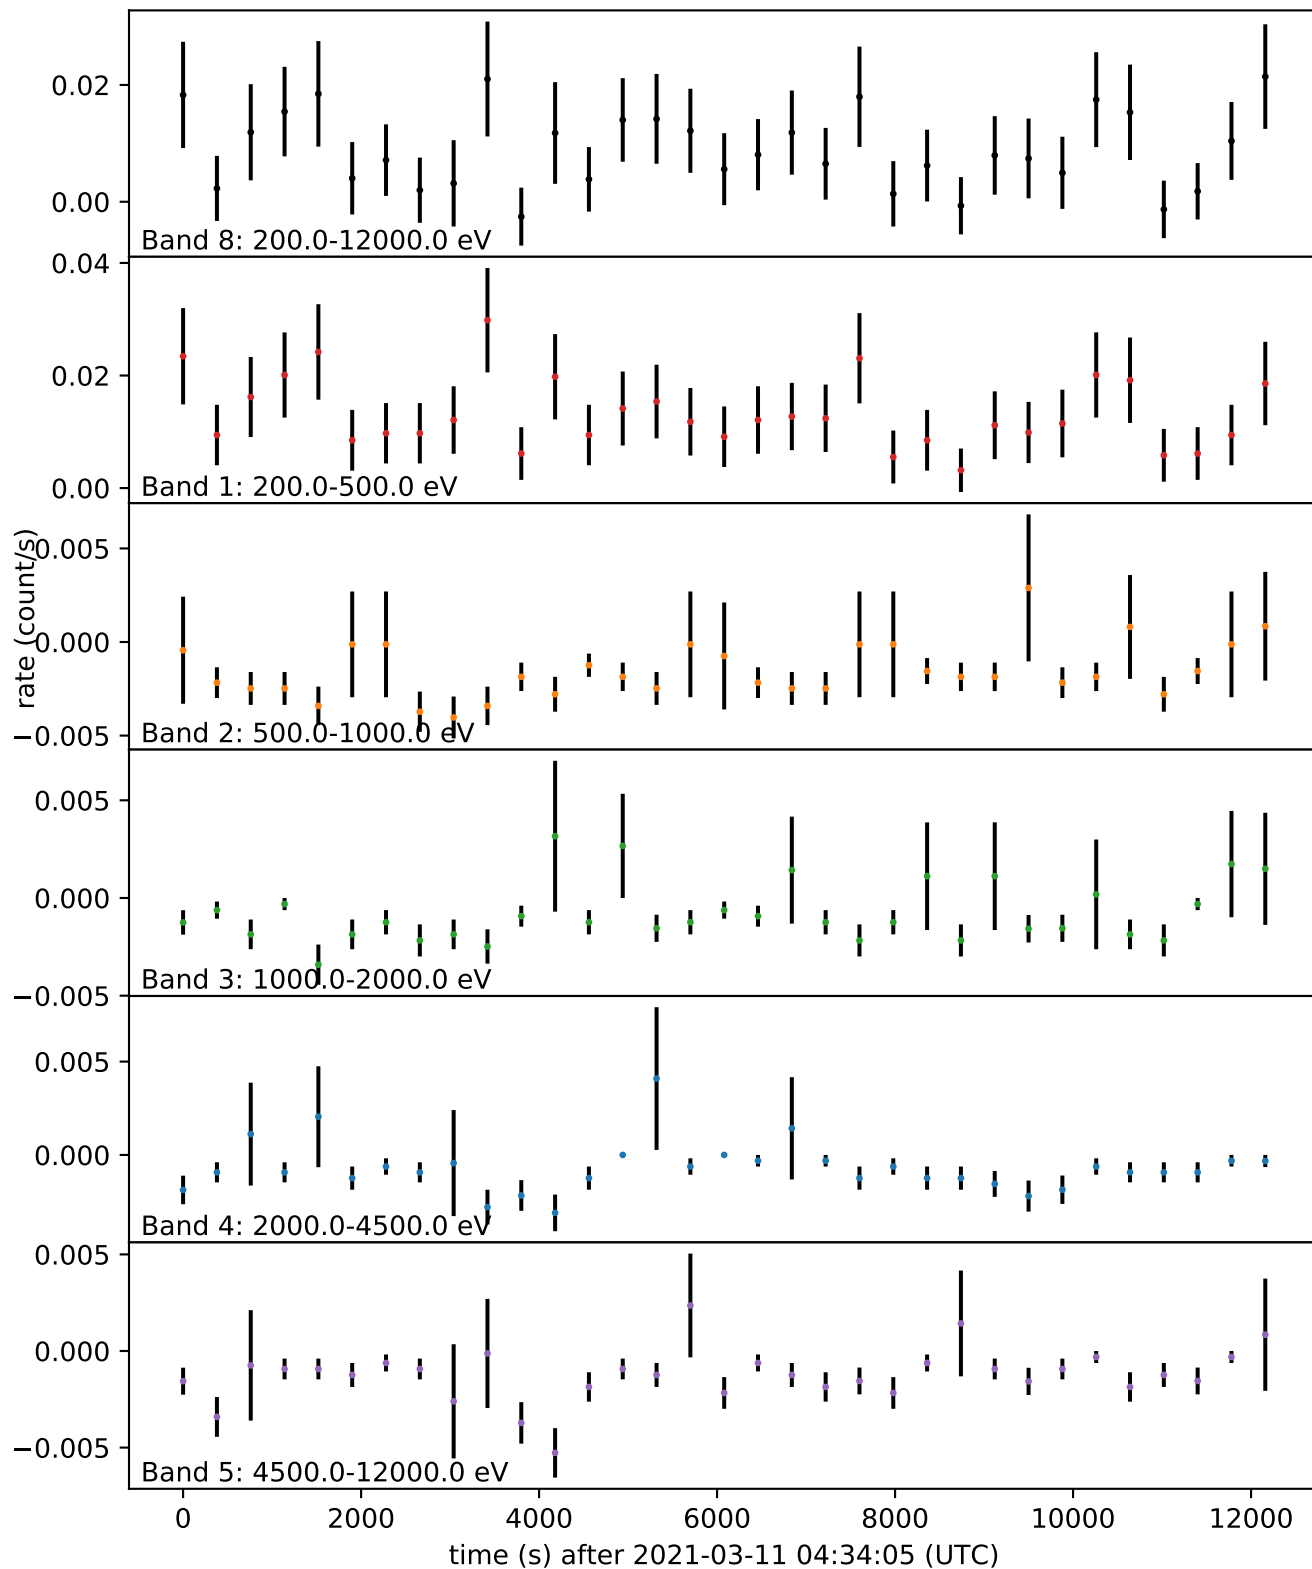 0.02
0.00
Band 8: 200.0-12000.0 eV
0.04
0.02
0.00
Band 1: 200.0-500.0 eV
rate (count/s)
0.005
0.000
−0.005
Band 2: 500.0-1000.0 eV
0.005
0.000
−0.005
Band 3: 1000.0-2000.0 eV
0.005
0.000
Band 4: 2000.0-4500.0 eV
0.005
0.000
−0.005
Band 5: 4500.0-12000.0 eV
0 2000 4000 6000 8000 10000 12000
time (s) after 2021-03-11 04:34:05 (UTC)